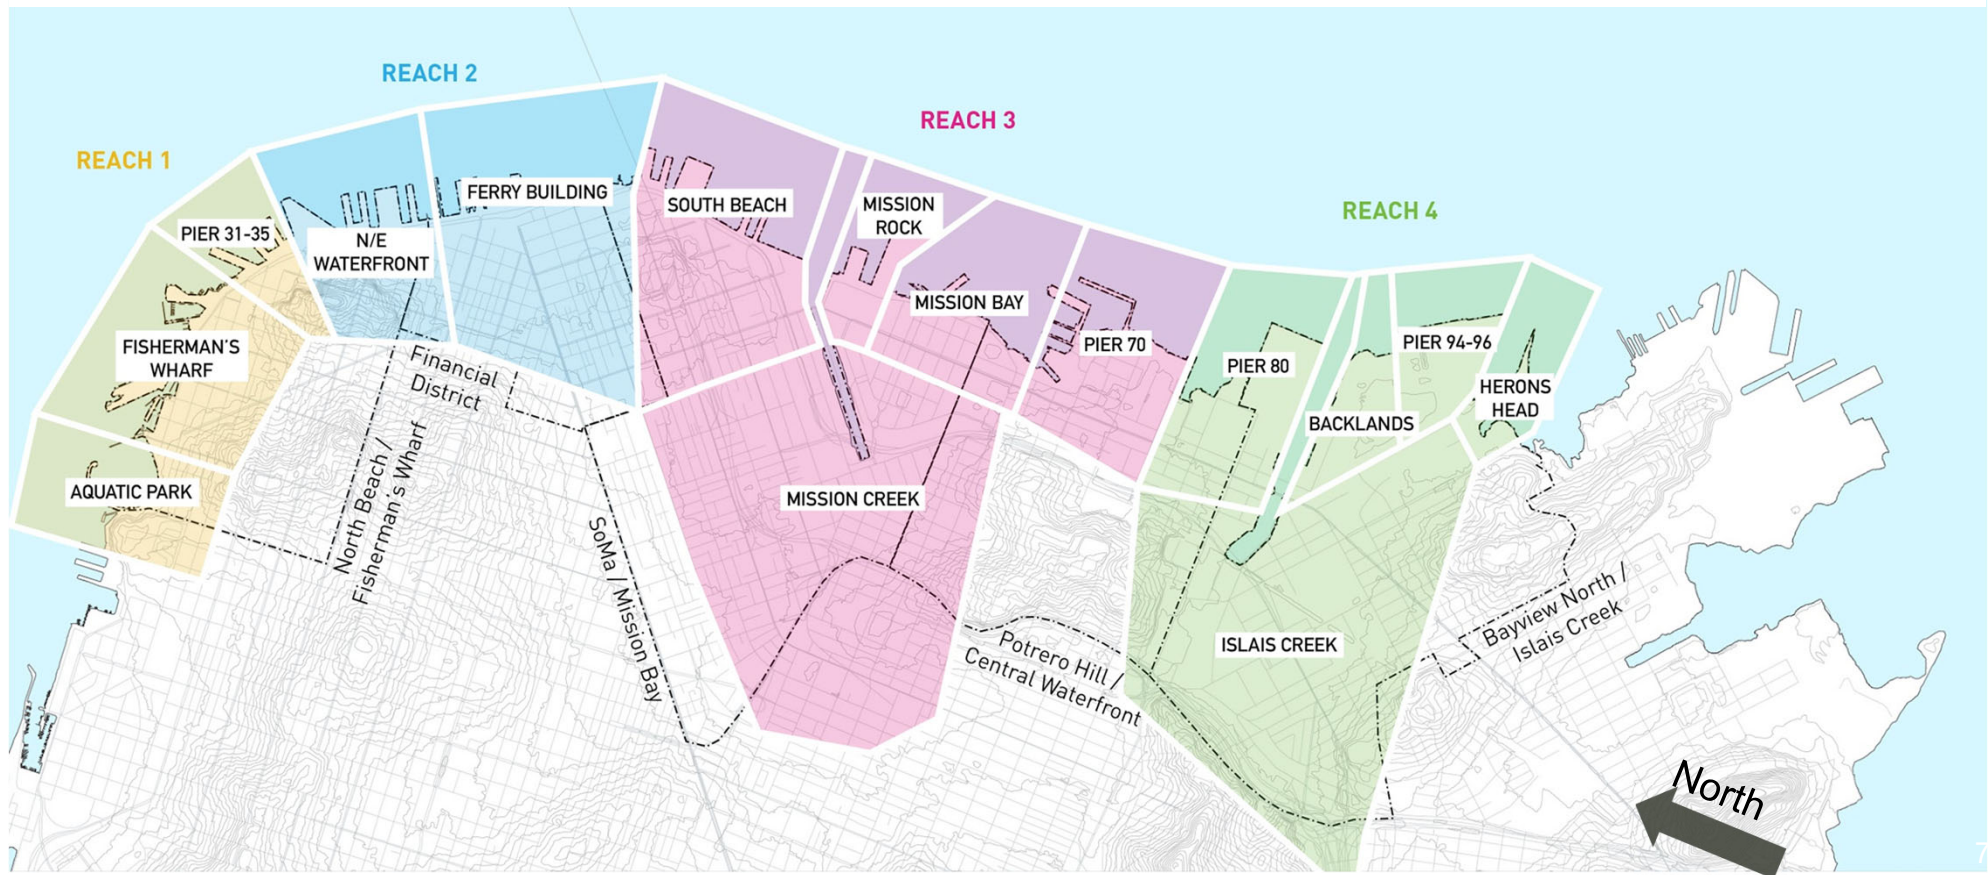 REACH 1
REACH 2
REACH 3
REACH 4
PIER 31-35
FISHERMAN'S
WHARF
AQUATIC PARK
N/E
WATERFRONT
FERRY BUILDING
SOUTH BEACH
MISSION
ROCK
MISSION BAY
PIER 70
MISSION CREEK
PIER 80
BACKLANDS
PIER 94-96
HERONS
HEAD
ISLAIS CREEK
Financial
District
North Beach /
Fisherman's Wharf
SoMa / Mission Bay
Potrero Hill /
Central Waterfront
Bayview North /
Islais Creek
North
7